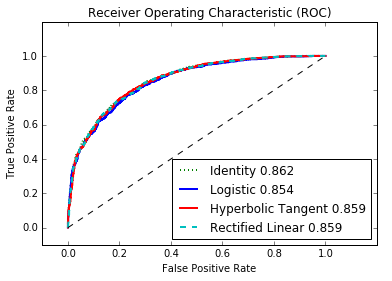 Receiver Operating Characteristic (ROC)
True Positive Rate
1.0
0.8
0.6
0.4
0.2
0.0
Identity 0.862
Logistic 0.854
Hyperbolic Tangent 0.859
Rectified Linear 0.859
0.0 0.2 0.4 0.6 0.8 1.0
False Positive Rate